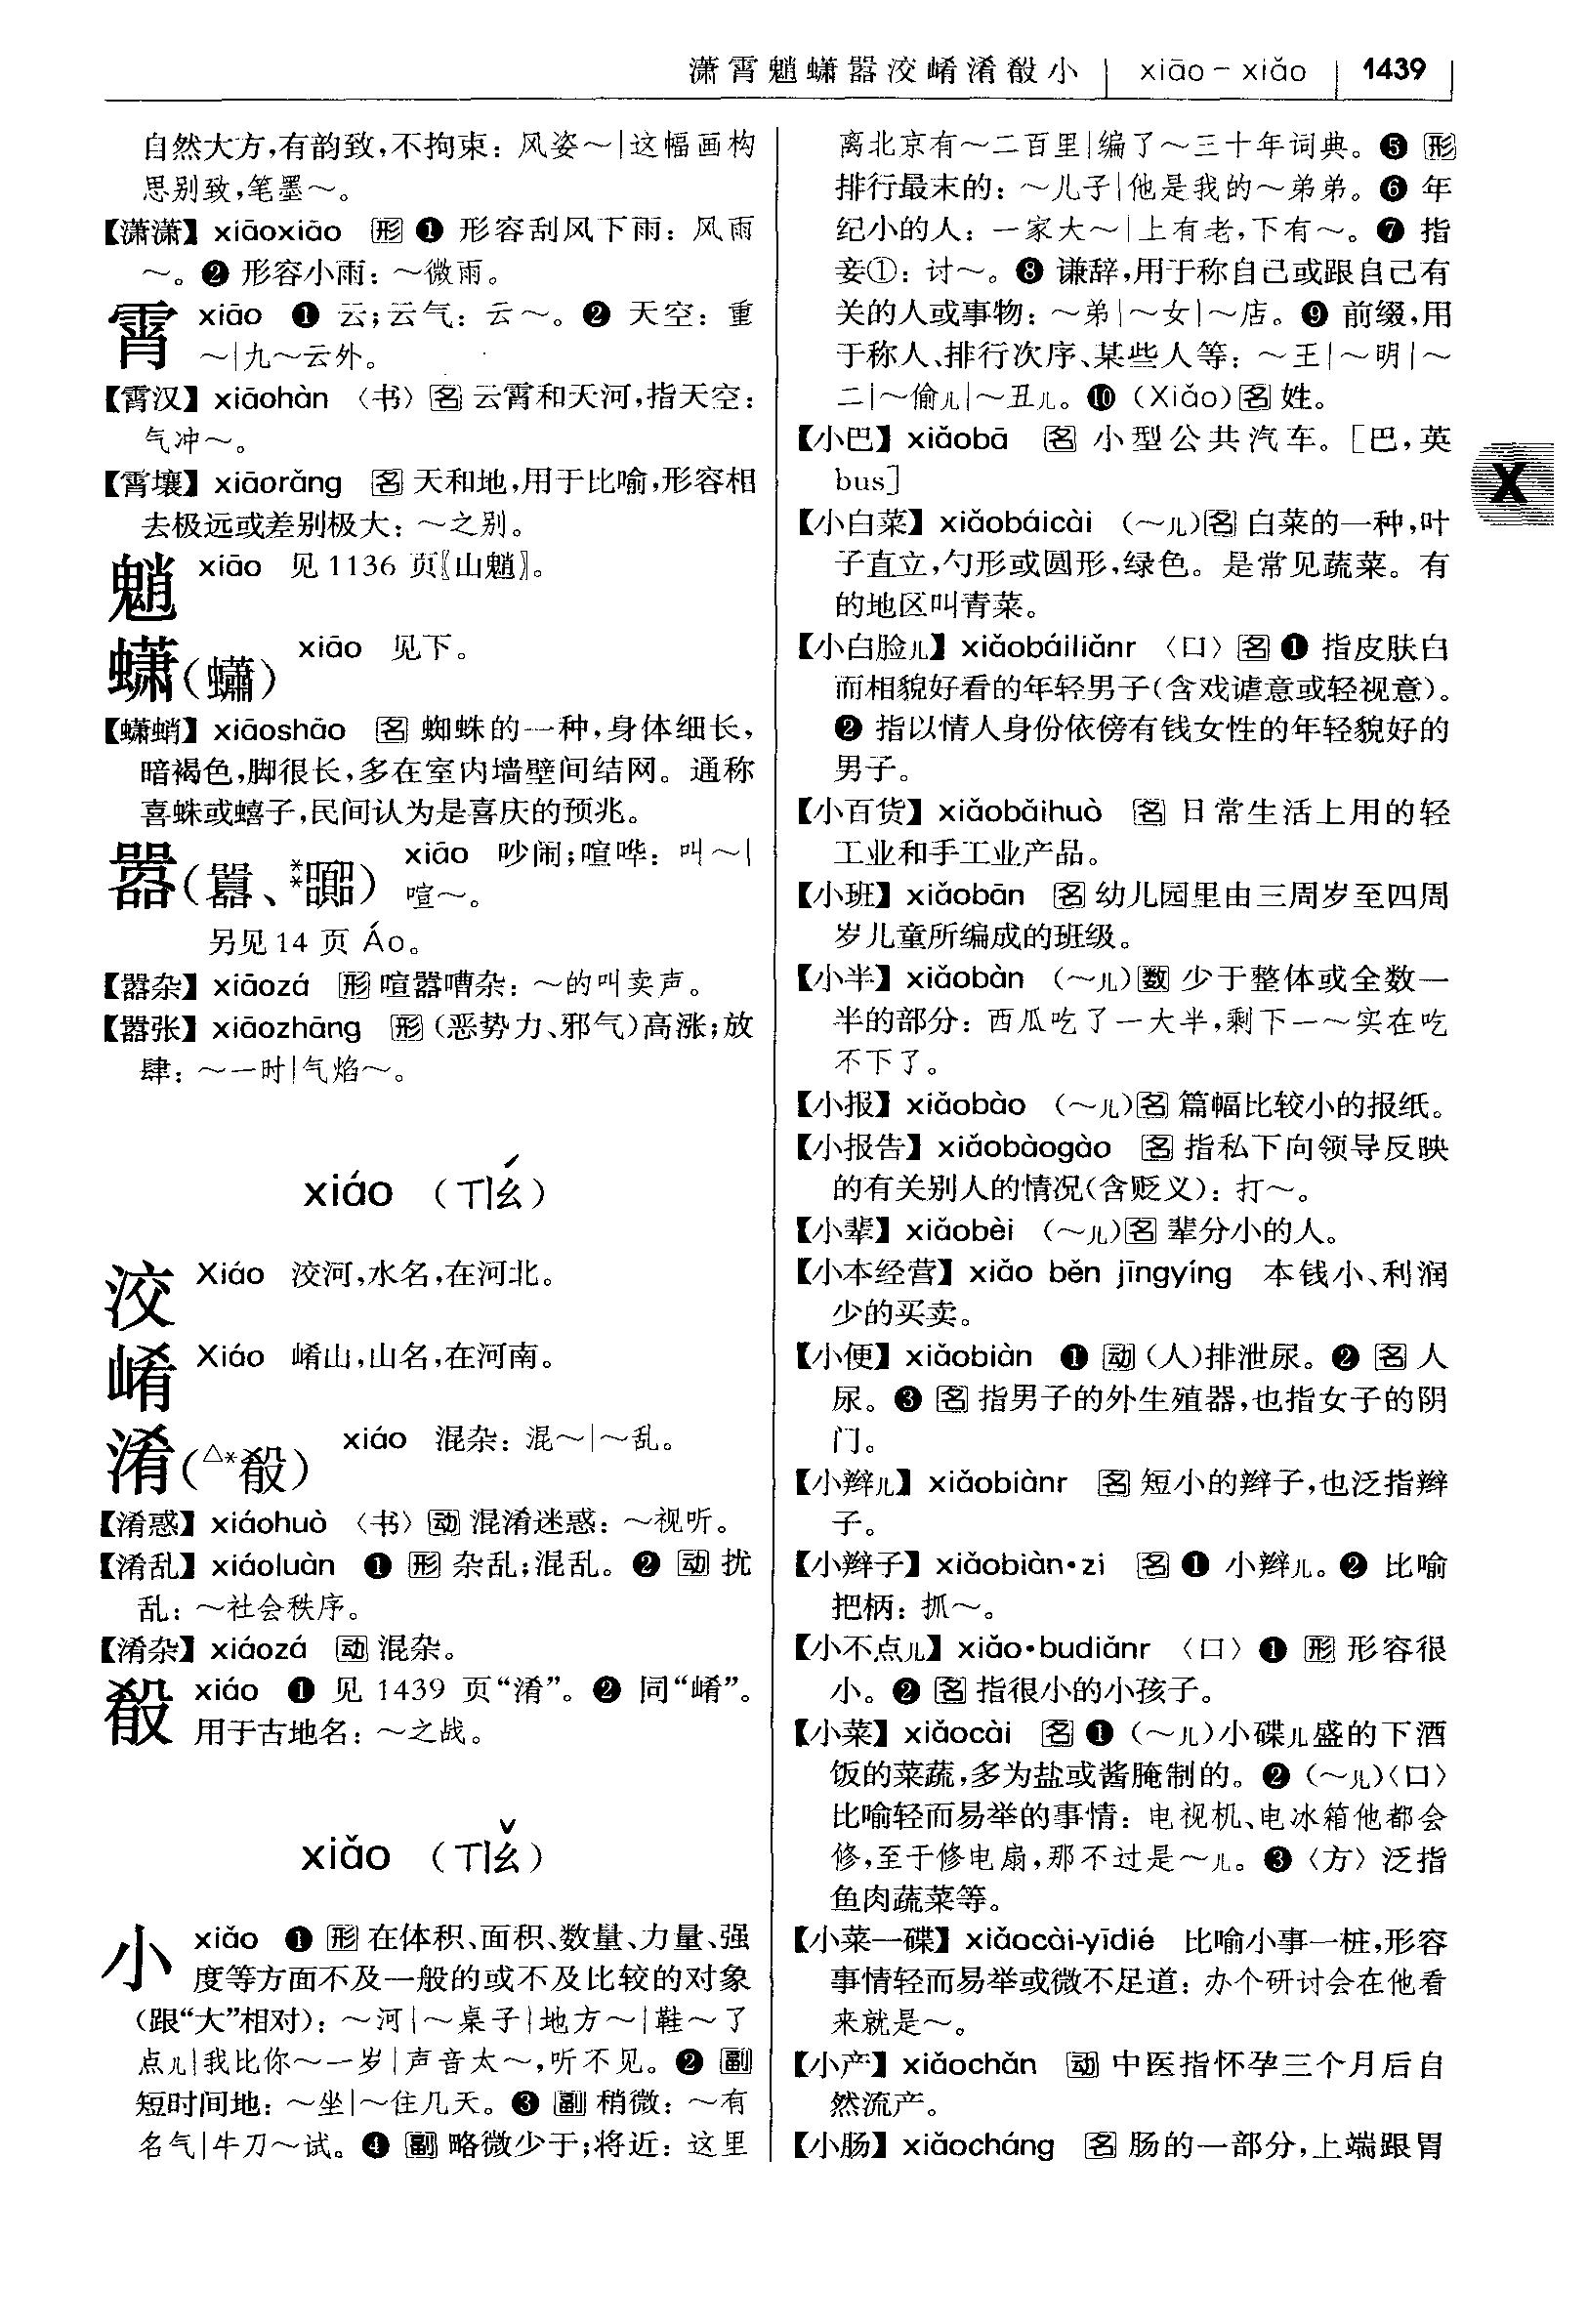 潇霄魈蟏嚣洨崤淆殽小 xiāo－xiǎo 1439
自然大方，有韵致，不拘束：风姿～|这幅画构
思别致，笔墨～。
【潇潇】xiāoxiāo 形 ❶ 形容刮风下雨：风雨
～。❷ 形容小雨：～微雨。
霄 xiāo ❶ 云；云气：云～。❷ 天空：重
～|九～云外。
【霄汉】xiāohàn 〈书〉名 云霄和天河，指天空：
气冲～。
【霄壤】xiāorǎng 名 天和地，用于比喻，形容相
去极远或差别极大：～之别。
魈 xiāo 见 1136 页〖山魈〗。
蟏（蠨） xiāo 见下。
【蟏蛸】xiāoshāo 名 蜘蛛的一种，身体细长，
暗褐色，脚很长，多在室内墙壁间结网。通称
喜蛛或蟢子，民间认为是喜庆的预兆。
嚣（囂、**嚻） xiāo 吵闹；喧哗：叫～|
喧～。
另见 14 页 Áo。
【嚣杂】xiāozá 形 喧嚣嘈杂：～的叫卖声。
【嚣张】xiāozhāng 形 （恶势力、邪气）高涨；放
肆：～一时|气焰～。
xiáo （ㄒㄧㄠˊ）
洨 Xiáo 洨河，水名，在河北。
崤 Xiáo 崤山，山名，在河南。
淆（△*殽） xiáo 混杂：混～|～乱。
【淆惑】xiáohuò 〈书〉动 混淆迷惑：～视听。
【淆乱】xiáoluàn ❶ 形 杂乱；混乱。❷ 动 扰
乱：～社会秩序。
【淆杂】xiáozá 动 混杂。
殽 xiáo ❶ 见 1439 页“淆”。❷ 同“崤”。
用于古地名：～之战。
xiǎo （ㄒㄧㄠˇ）
小 xiǎo ❶ 形 在体积、面积、数量、力量、强
度等方面不及一般的或不及比较的对象
（跟“大”相对）：～河|～桌子|地方～|鞋～了
点儿|我比你～一岁|声音太～，听不见。❷ 副
短时间地：～坐|～住几天。❸ 副 稍微：～有
名气|牛刀～试。❹ 副 略微少于；将近：这里
离北京有～二百里|编了～三十年词典。❺ 形
排行最末的：～儿子|他是我的～弟弟。❻ 年
纪小的人：一家大～|上有老，下有～。❼ 指
妾①：讨～。❽ 谦辞，用于称自己或跟自己有
关的人或事物：～弟|～女|～店。❾ 前缀，用
于称人、排行次序、某些人等：～王|～明|～
二|～偷儿|～丑儿。❿ （Xiǎo）名 姓。
【小巴】xiǎobā 名 小型公共汽车。［巴，英
bus］
【小白菜】xiǎobáicài （～儿）名 白菜的一种，叶
子直立，勺形或圆形，绿色。是常见蔬菜。有
的地区叫青菜。
【小白脸儿】xiǎobáiliǎnr 〈口〉名 ❶ 指皮肤白
而相貌好看的年轻男子（含戏谑意或轻视意）。
❷ 指以情人身份依傍有钱女性的年轻貌好的
男子。
【小百货】xiǎobǎihuò 名 日常生活上用的轻
工业和手工业产品。
【小班】xiǎobān 名 幼儿园里由三周岁至四周
岁儿童所编成的班级。
【小半】xiǎobàn （～儿）数 少于整体或全数一
半的部分：西瓜吃了一大半，剩下一～实在吃
不下了。
【小报】xiǎobào （～儿）名 篇幅比较小的报纸。
【小报告】xiǎobàogào 名 指私下向领导反映
的有关别人的情况（含贬义）：打～。
【小辈】xiǎobèi （～儿）名 辈分小的人。
【小本经营】xiǎo běn jīngyíng 本钱小、利润
少的买卖。
【小便】xiǎobiàn ❶ 动 （人）排泄尿。❷ 名 人
尿。❸ 名 指男子的外生殖器，也指女子的阴
门。
【小辫儿】xiǎobiànr 名 短小的辫子，也泛指辫
子。
【小辫子】xiǎobiàn·zi 名 ❶ 小辫儿。❷ 比喻
把柄：抓～。
【小不点儿】xiǎo·budiǎnr 〈口〉❶ 形 形容很
小。❷ 名 指很小的小孩子。
【小菜】xiǎocài 名 ❶ （～儿）小碟儿盛的下酒
饭的菜蔬，多为盐或酱腌制的。❷ （～儿）〈口〉
比喻轻而易举的事情：电视机、电冰箱他都会
修，至于修电扇，那不过是～儿。❸〈方〉泛指
鱼肉蔬菜等。
【小菜一碟】xiǎocài-yīdié 比喻小事一桩，形容
事情轻而易举或微不足道：办个研讨会在他看
来就是～。
【小产】xiǎochǎn 动 中医指怀孕三个月后自
然流产。
【小肠】xiǎocháng 名 肠的一部分，上端跟胃
X